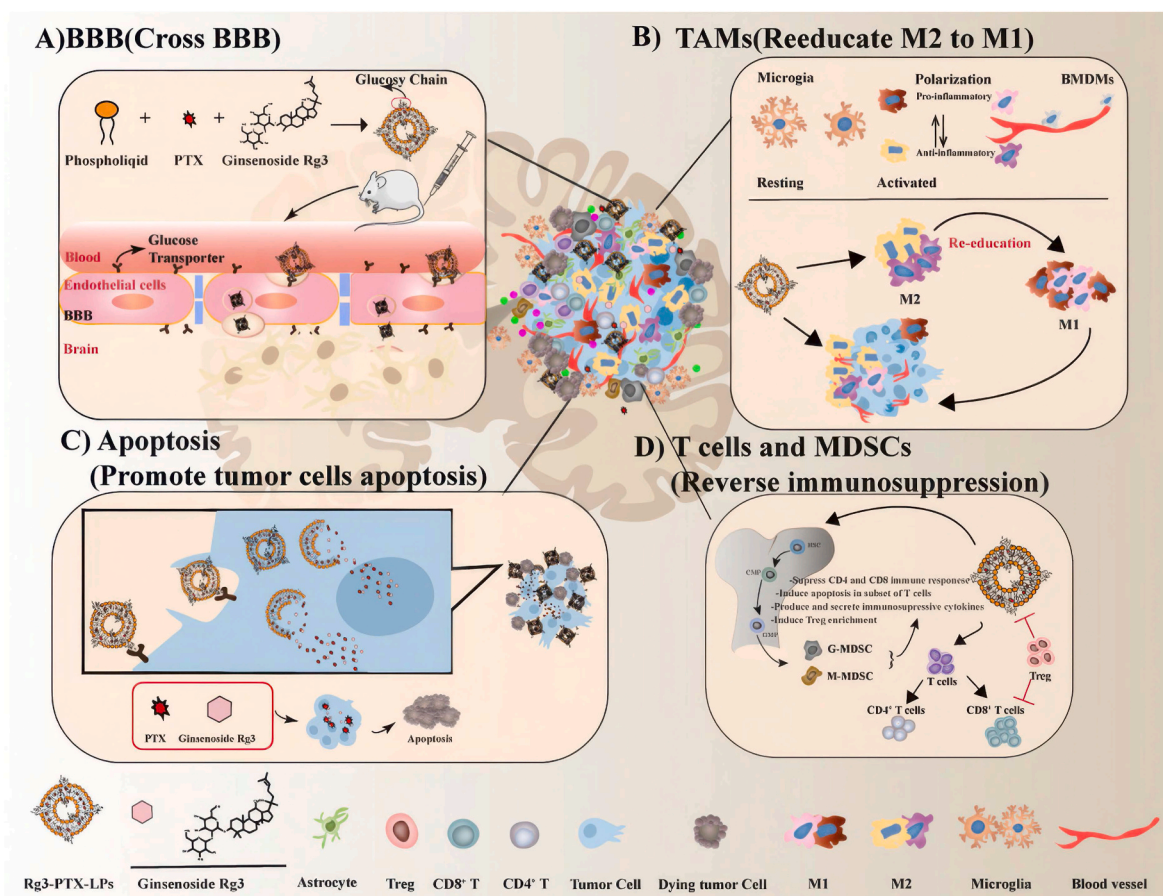 A)BBB(Cross BBB)
Glucosy Chain
Phospholiqid
PTX
Ginsenoside Rg3
Blood
Glucose
Transporter
Endothelial cells
BBB
Brain
B) TAMs(Reeducate M2 to M1)
Microgia
Polarization
BMDMs
Pro-inflammatory
Anti-inflammatory
Resting
Activated
Re-education
M2
M1
C) Apoptosis
(Promote tumor cells apoptosis)
PTX
Ginsenoside Rg3
Apoptosis
D) T cells and MDSCs
(Reverse immunosuppression)
HSC
CMP
-Supress CD4 and CD8 immune responese
-Induce apoptosis in subset of T cells
-Produce and secrete immunosupressive cytokines
-Induce Treg enrichment
GMP
G-MDSC
M-MDSC
T cells
Treg
CD4⁺ T cells
CD8⁺ T cells
Rg3-PTX-LPs
Ginsenoside Rg3
Astrocyte
Treg
CD8⁺ T
CD4⁺ T
Tumor Cell
Dying tumor Cell
M1
M2
Microglia
Blood vessel